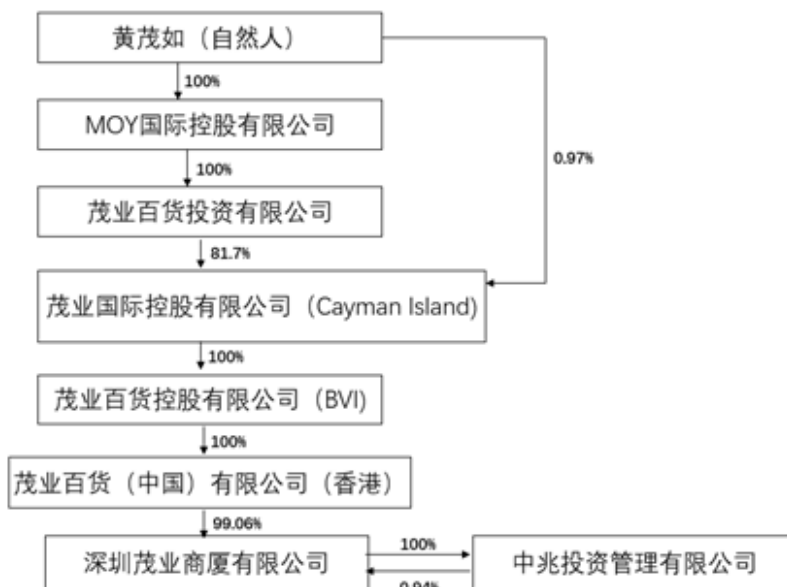 黄茂如（自然人）
100%
MOY国际控股有限公司
0.97%
100%
茂业百货投资有限公司
81.7%
茂业国际控股有限公司（Cayman Island)
100%
茂业百货控股有限公司（BVI)
100%
茂业百货（中国）有限公司（香港）
99.06%
深圳茂业商厦有限公司
100%
中兆投资管理有限公司
0.94%